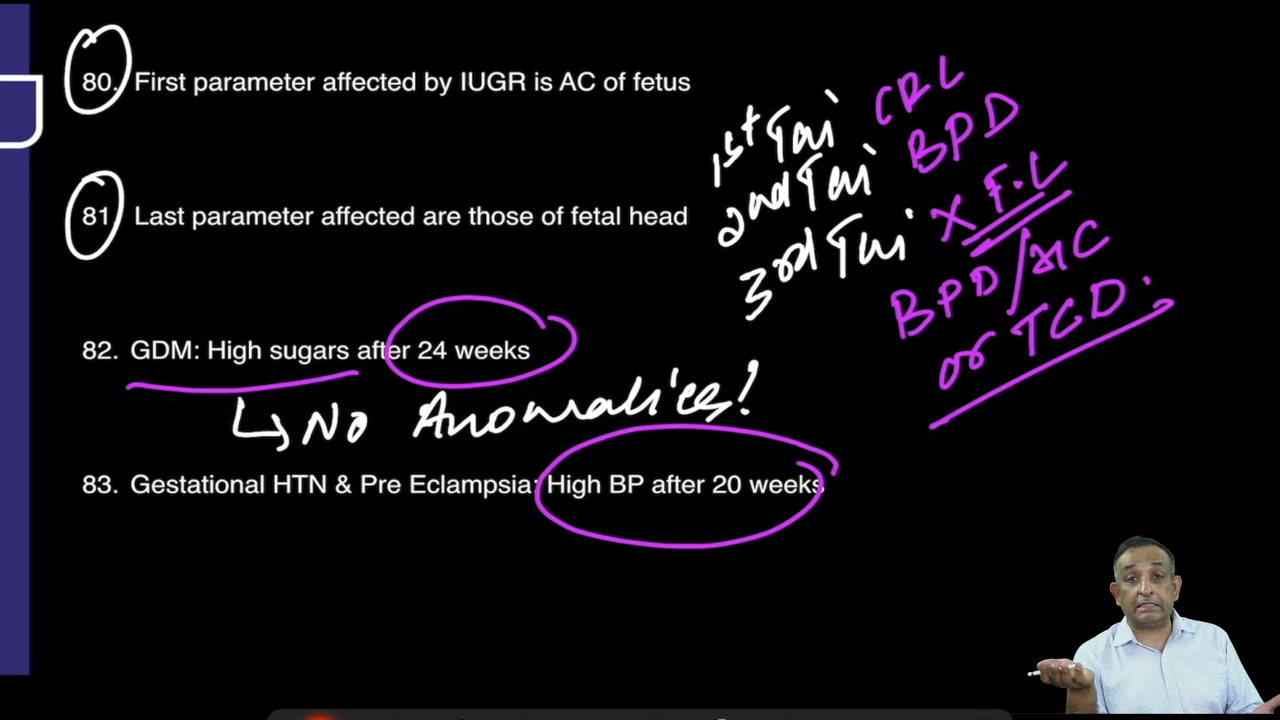 80. First parameter affected by IUGR is AC of fetus
81. Last parameter affected are those of fetal head
1st Tri CRL
2nd Tri BPD
3rd Tri X F.L
BPD/HC
or TCD.
82. GDM: High sugars after 24 weeks
↳ No Anomalies?
83. Gestational HTN & Pre Eclampsia: High BP after 20 weeks